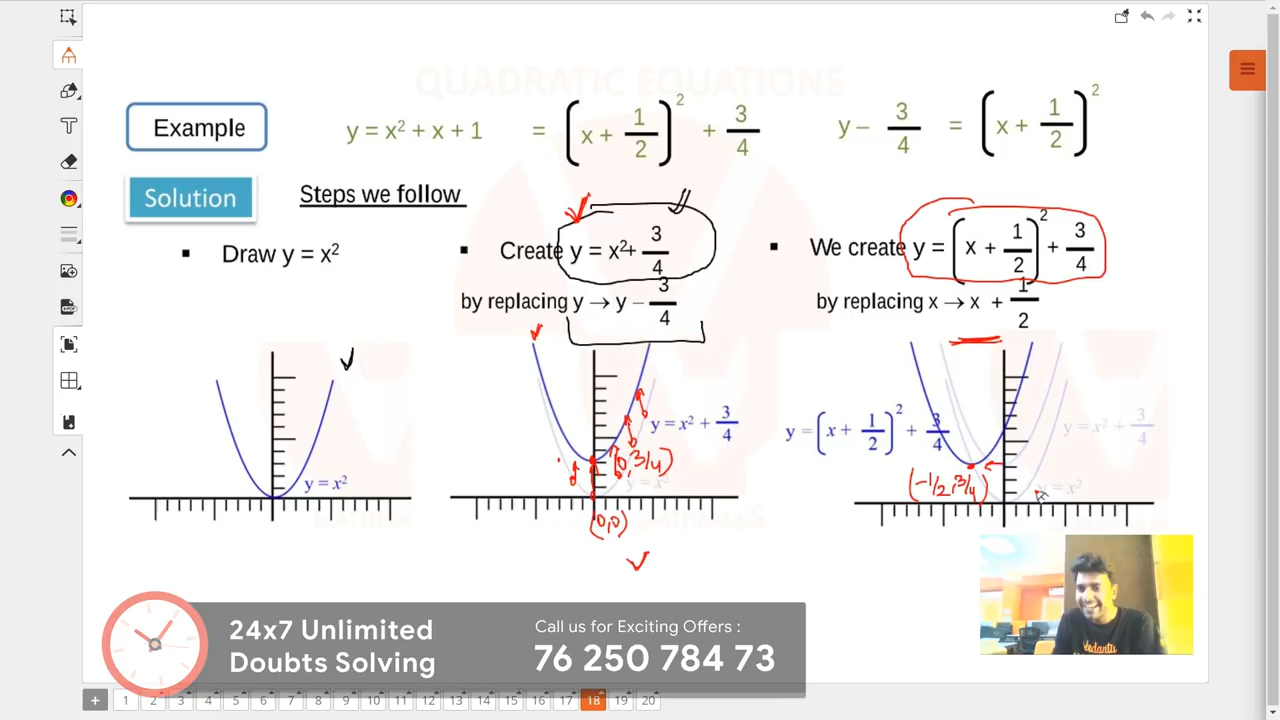 QUADRATIC EQUATIONS
Example
y = x² + x + 1 = (x + 1/2)² + 3/4
y − 3/4 = (x + 1/2)²
Solution
Steps we follow
▪ Draw y = x²
▪ Create y = x² + 3/4
by replacing y → y − 3/4
▪ We create y = (x + 1/2)² + 3/4
by replacing x → x + 1/2
y = x²
y = x² + 3/4
(0, 3/4)
y = x²
(0,0)
y = (x + 1/2)² + 3/4
y = x² + 3/4
(-1/2, 3/4)
y = x²
Vedantu
24x7 Unlimited
Doubts Solving
Call us for Exciting Offers :
76 250 784 73
+ 1 2 3 4 5 6 7 8 9 10 11 12 13 14 15 16 17 18 19 20